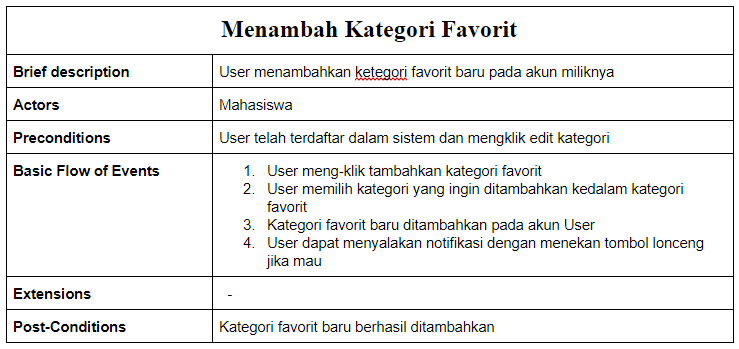 Menambah Kategori Favorit
Brief description User menambahkan ketegori favorit baru pada akun miliknya
Actors Mahasiswa
Preconditions User telah terdaftar dalam sistem dan mengklik edit kategori
Basic Flow of Events 1. User meng-klik tambahkan kategori favorit
2. User memilih kategori yang ingin ditambahkan kedalam kategori
favorit
3. Kategori favorit baru ditambahkan pada akun User
4. User dapat menyalakan notifikasi dengan menekan tombol lonceng
jika mau
Extensions -
Post-Conditions Kategori favorit baru berhasil ditambahkan